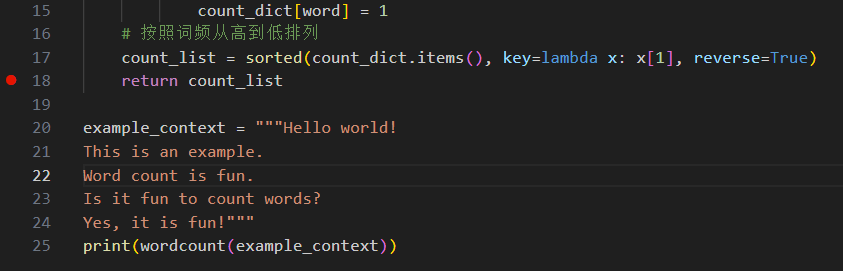 15 count_dict[word] = 1
16 # 按照词频从高到低排列
17 count_list = sorted(count_dict.items(), key=lambda x: x[1], reverse=True)
18 return count_list
19
20 example_context = """Hello world!
21 This is an example.
22 Word count is fun.
23 Is it fun to count words?
24 Yes, it is fun!"""
25 print(wordcount(example_context))